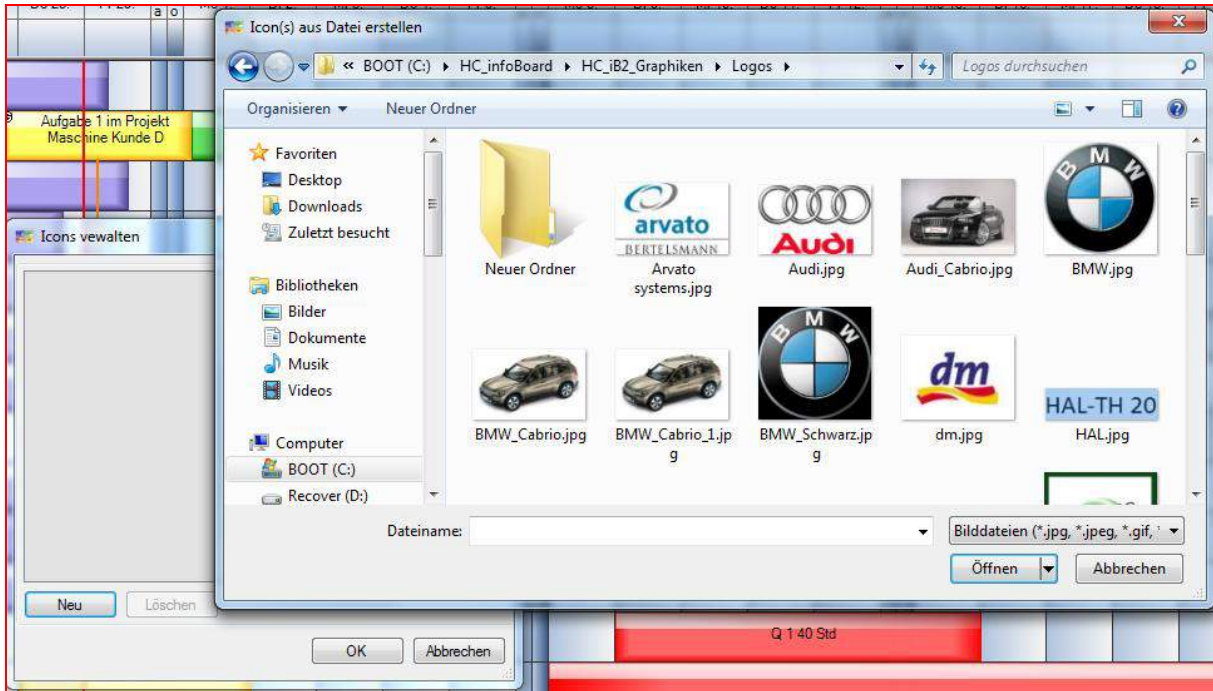 a o
Icon(s) aus Datei erstellen
« BOOT (C:) HC_infoBoard HC_iB2_Graphiken Logos
Logos durchsuchen
Organisieren
Neuer Ordner
Aufgabe 1 im Projekt
Maschine Kunde D
Favoriten
Desktop
Downloads
Zuletzt besucht
Bibliotheken
Bilder
Dokumente
Musik
Videos
Computer
BOOT (C:)
Recover (D:)
Neuer Ordner
arvato
BERTELSMANN
Arvato
systems.jpg
Audi
Audi.jpg
Audi_Cabrio.jpg
BMW
BMW.jpg
BMW_Cabrio.jpg
BMW_Cabrio_1.jp
g
BMW
BMW_Schwarz.jp
g
dm
dm.jpg
HAL-TH 20
HAL.jpg
Dateiname:
Bilddateien (*.jpg, *.jpeg, *.gif,
Öffnen
Abbrechen
Icons vewalten
Neu
Löschen
OK
Abbrechen
Q 1 40 Std